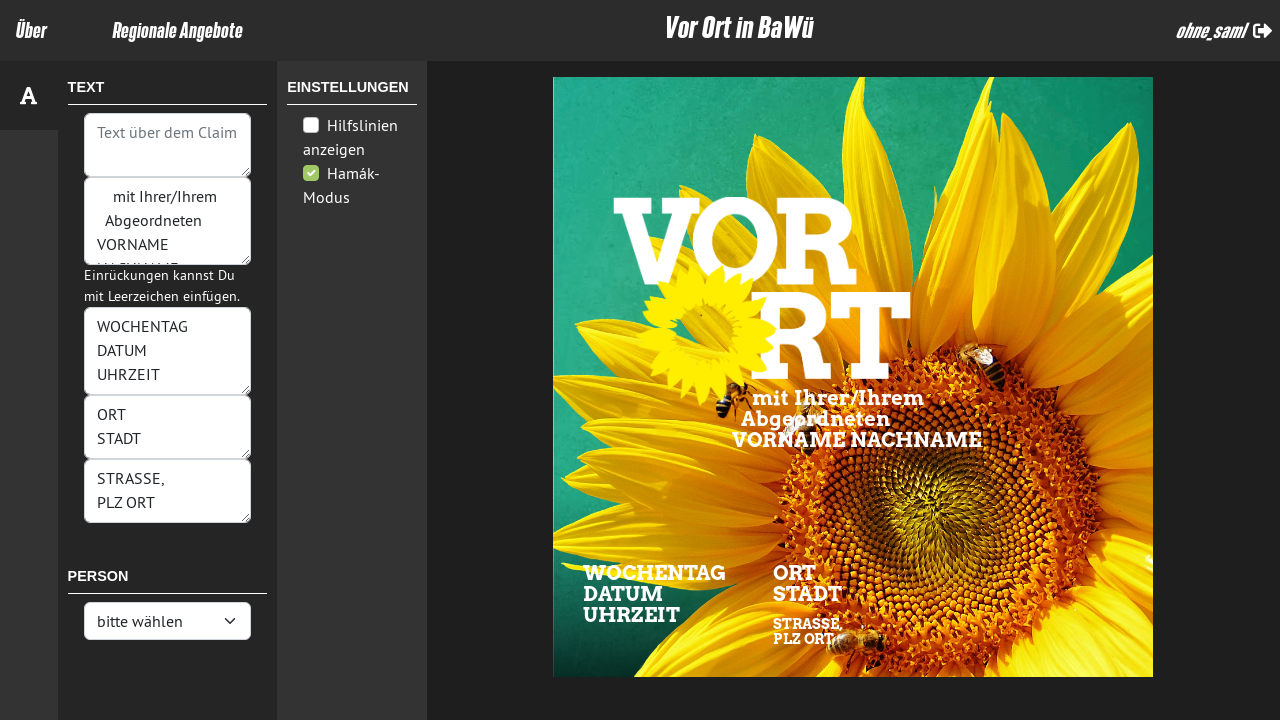 Über
Regionale Angebote
Vor Ort in BaWü
ohne_saml
A
TEXT
Text über dem Claim
mit Ihrer/Ihrem
Abgeordneten
VORNAME
Einrückungen kannst Du
mit Leerzeichen einfügen.
WOCHENTAG
DATUM
UHRZEIT
ORT
STADT
STRASSE,
PLZ ORT
PERSON
bitte wählen
EINSTELLUNGEN
Hilfslinien
anzeigen
Hamák-
Modus
VOR
ORT
mit Ihrer/Ihrem
Abgeordneten
VORNAME NACHNAME
WOCHENTAG
DATUM
UHRZEIT
ORT
STADT
STRASSE,
PLZ ORT